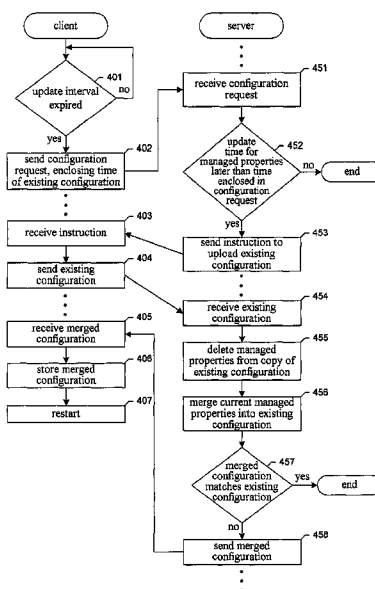 client
server
401
update interval
expired
no
yes
402
send configuration
request, enclosing time
of existing configuration
403
receive instruction
404
send existing
configuration
405
receive merged
configuration
406
store merged
configuration
407
restart
451
receive configuration
request
452
update
time for
managed properties
later than time
enclosed in
configuration
request
no
end
yes
453
send instruction to
upload existing
configuration
454
receive existing
configuration
455
delete managed
properties from copy of
existing configuration
456
merge current managed
properties into existing
configuration
457
merged
configuration
matches existing
configuration
yes
end
no
458
send merged
configuration